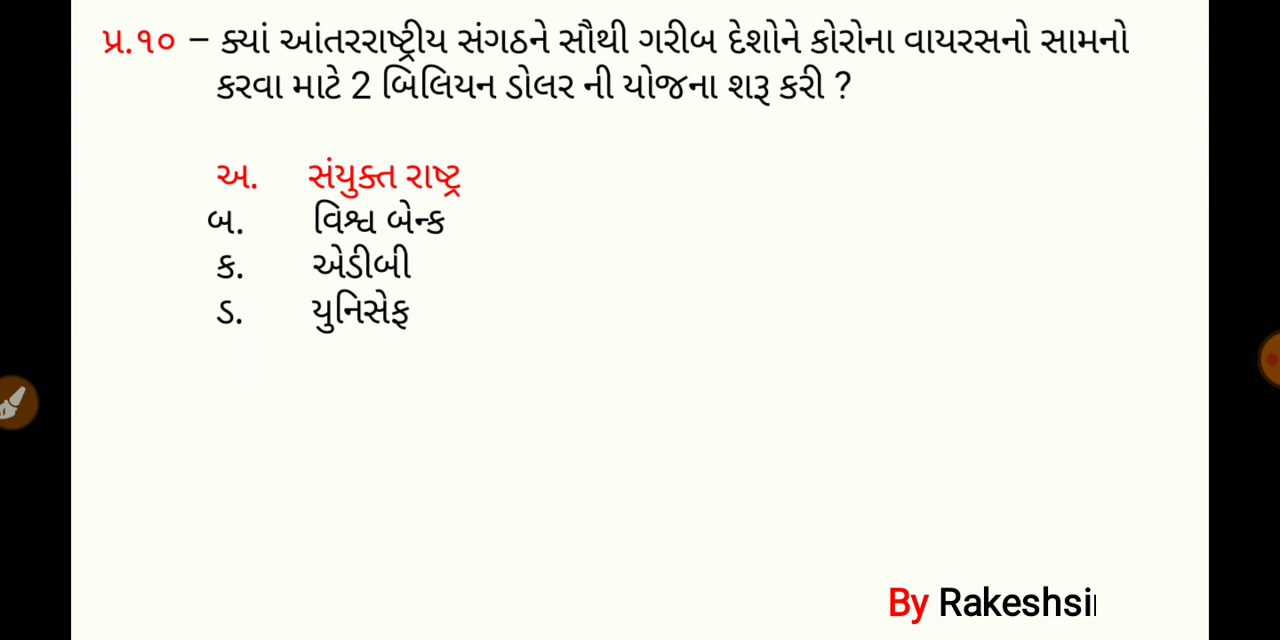 પ્ર.૧૦ – ક્યાં આંતરરાષ્ટ્રીય સંગઠને સૌથી ગરીબ દેશોને કોરોના વાયરસનો સામનો
કરવા માટે 2 બિલિયન ડોલર ની યોજના શરૂ કરી ?
અ. સંયુક્ત રાષ્ટ્ર
બ. વિશ્વ બેન્ક
ક. એડીબી
ડ. યુનિસેફ
By Rakeshsi